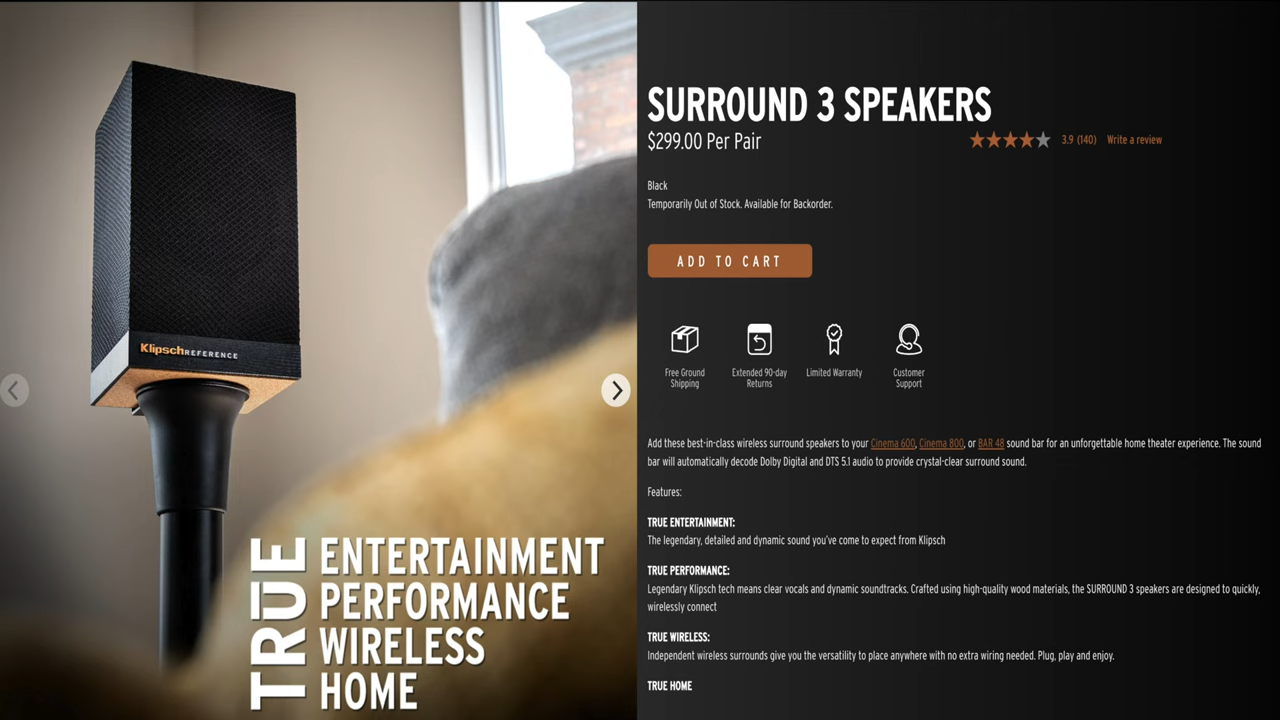 KlipschREFERENCE
TRUE
ENTERTAINMENT
PERFORMANCE
WIRELESS
HOME
SURROUND 3 SPEAKERS
$299.00 Per Pair
3.9 (140) Write a review
Black
Temporarily Out of Stock. Available for Backorder.
ADD TO CART
Free Ground
Shipping
Extended 90-day
Returns
Limited Warranty
Customer
Support
Add these best-in-class wireless surround speakers to your Cinema 600, Cinema 800, or BAR 48 sound bar for an unforgettable home theater experience. The sound
bar will automatically decode Dolby Digital and DTS 5.1 audio to provide crystal-clear surround sound.
Features:
TRUE ENTERTAINMENT:
The legendary, detailed and dynamic sound you've come to expect from Klipsch
TRUE PERFORMANCE:
Legendary Klipsch tech means clear vocals and dynamic soundtracks. Crafted using high-quality wood materials, the SURROUND 3 speakers are designed to quickly,
wirelessly connect
TRUE WIRELESS:
Independent wireless surrounds give you the versatility to place anywhere with no extra wiring needed. Plug, play and enjoy.
TRUE HOME